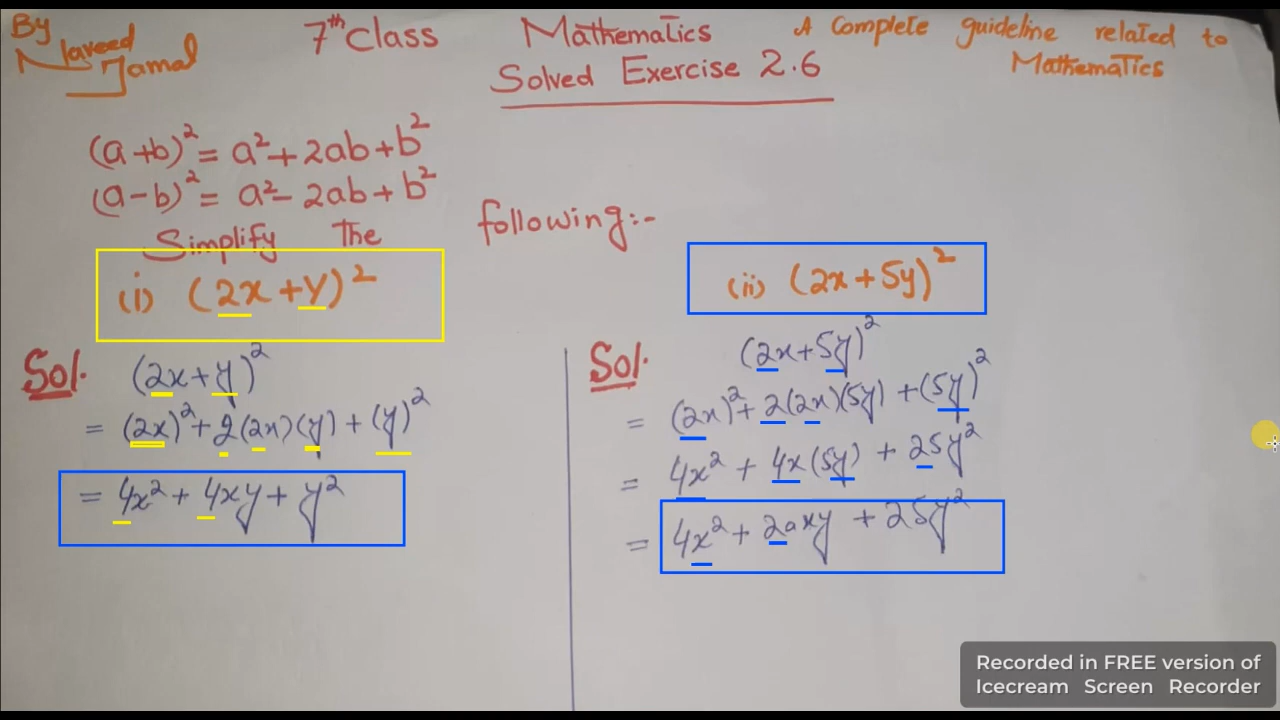 By
Naveed
Jamal
7th Class Mathematics
A Complete guideline related to
Mathematics
Solved Exercise 2.6
(a+b)² = a² + 2ab + b²
(a-b)² = a² - 2ab + b²
Simplify the following:-
(i) (2x + y)²
Sol.
(2x+y)²
= (2x)² + 2(2x)(y) + (y)²
= 4x² + 4xy + y²
(ii) (2x + 5y)²
Sol.
(2x+5y)²
= (2x)² + 2(2x)(5y) + (5y)²
= 4x² + 4x(5y) + 25y²
= 4x² + 20xy + 25y²
Recorded in FREE version of
Icecream Screen Recorder